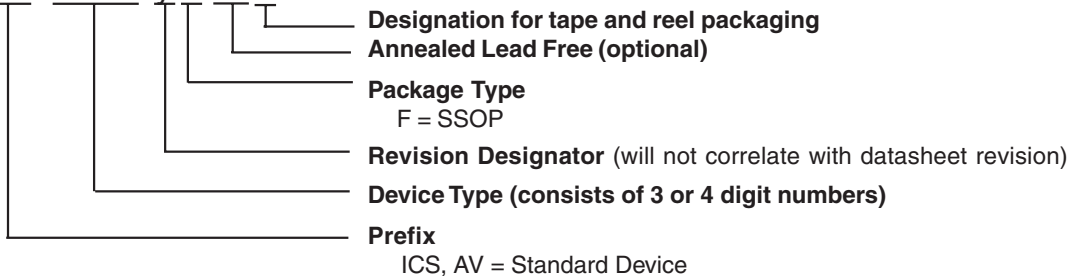 Designation for tape and reel packaging
Annealed Lead Free (optional)
Package Type
F = SSOP
Revision Designator (will not correlate with datasheet revision)
Device Type (consists of 3 or 4 digit numbers)
Prefix
ICS, AV = Standard Device